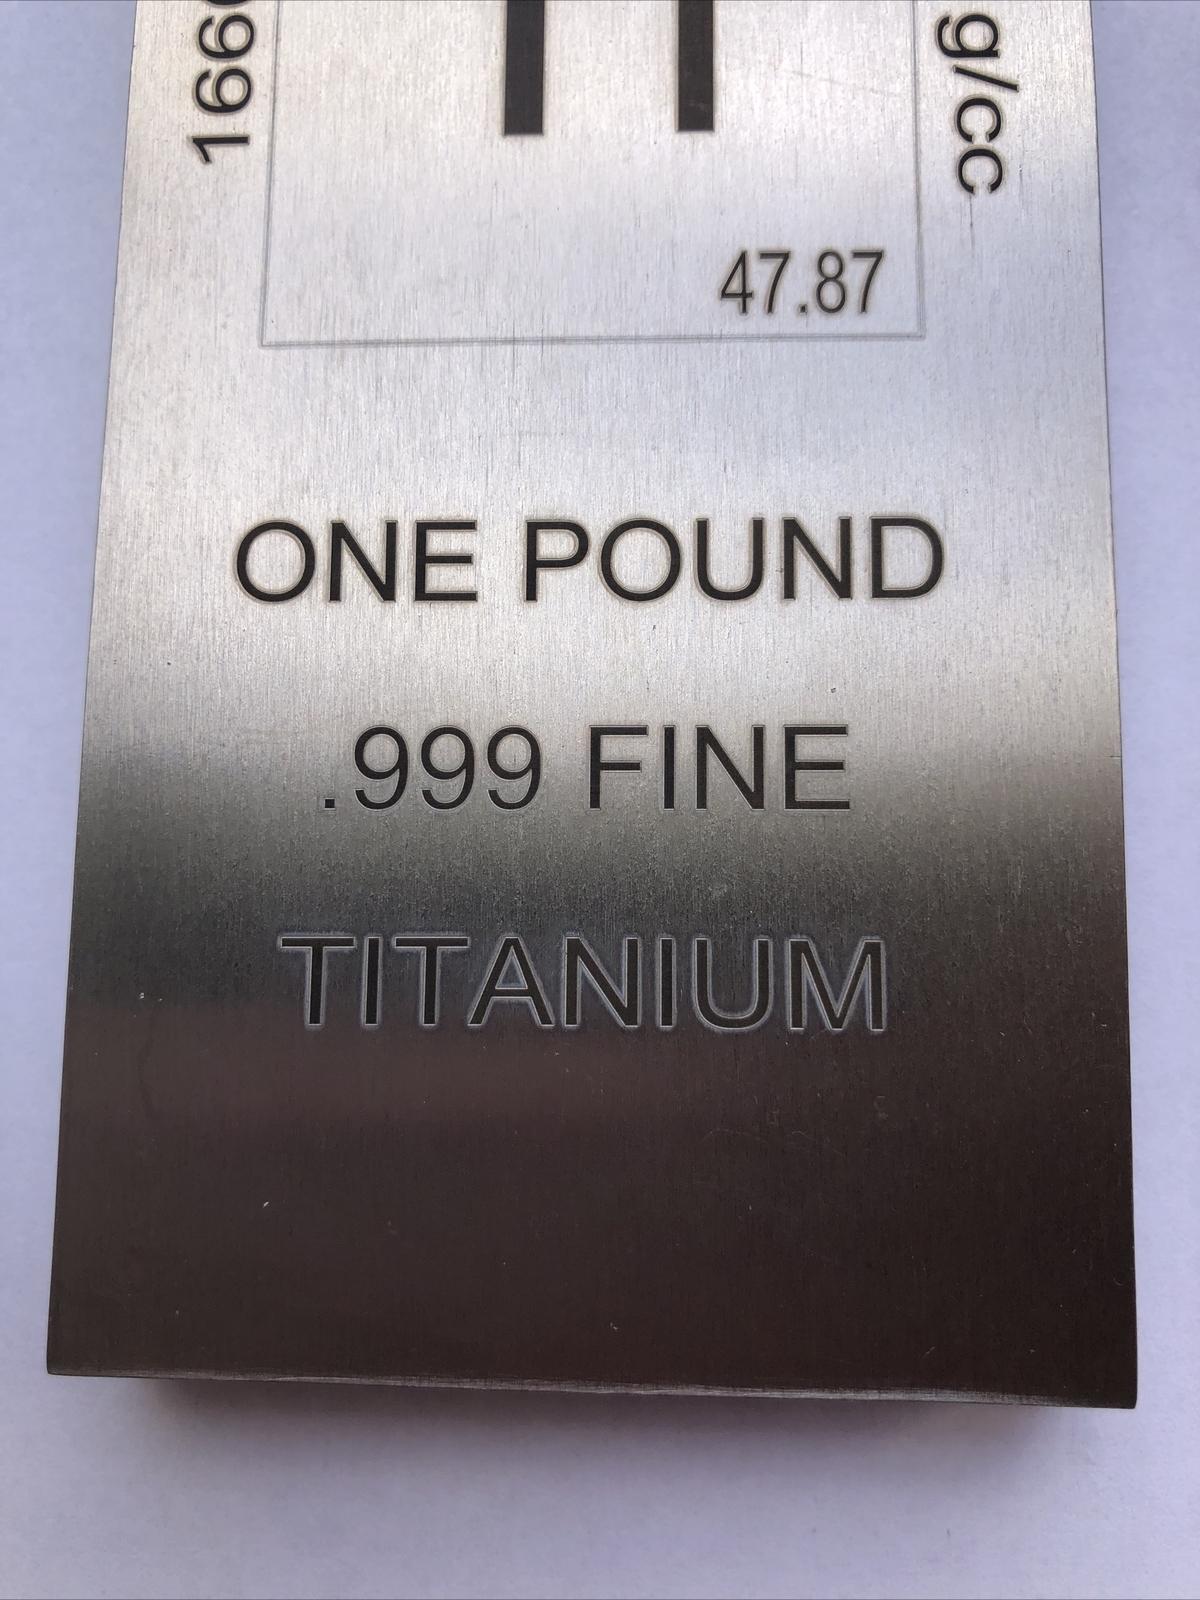 g/cc
47.87
ONE POUND
.999 FINE
TITANIUM